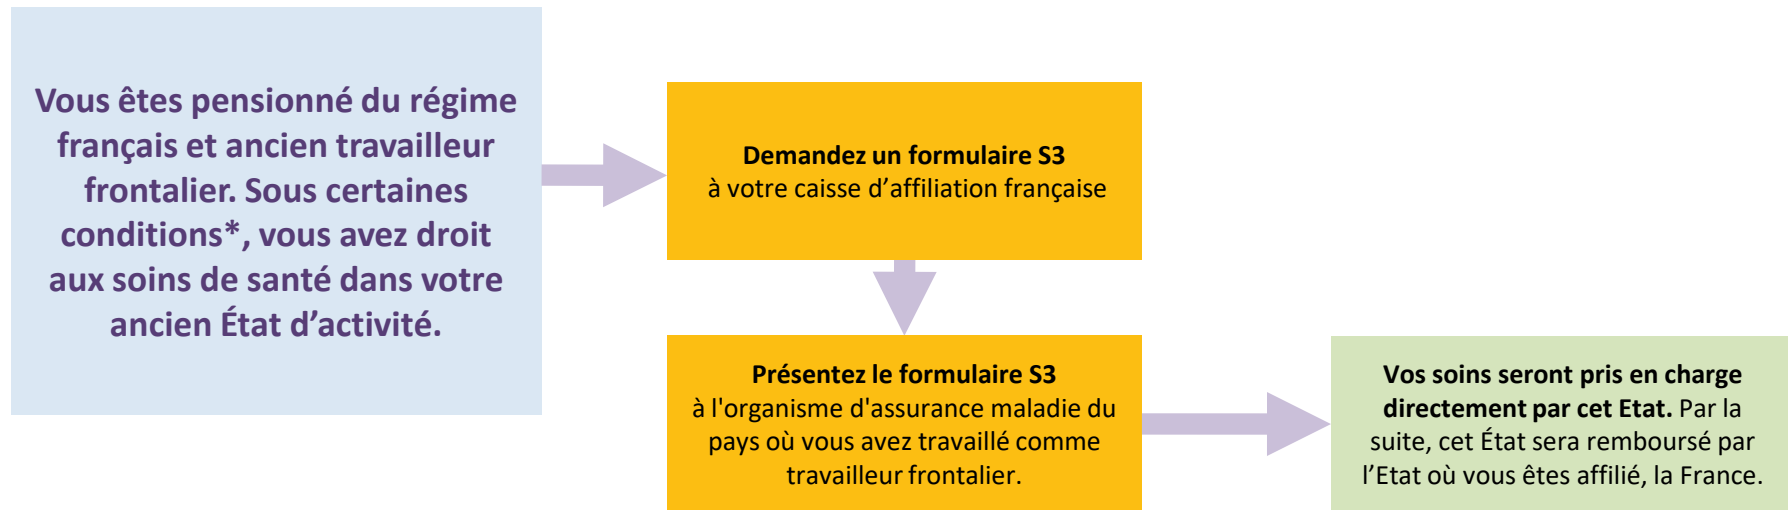 Vous êtes pensionné du régime
français et ancien travailleur
frontalier. Sous certaines
conditions*, vous avez droit
aux soins de santé dans votre
ancien État d’activité.
Demandez un formulaire S3
à votre caisse d’affiliation française
Présentez le formulaire S3
à l'organisme d'assurance maladie du
pays où vous avez travaillé comme
travailleur frontalier.
Vos soins seront pris en charge
directement par cet Etat. Par la
suite, cet État sera remboursé par
l’Etat où vous êtes affilié, la France.